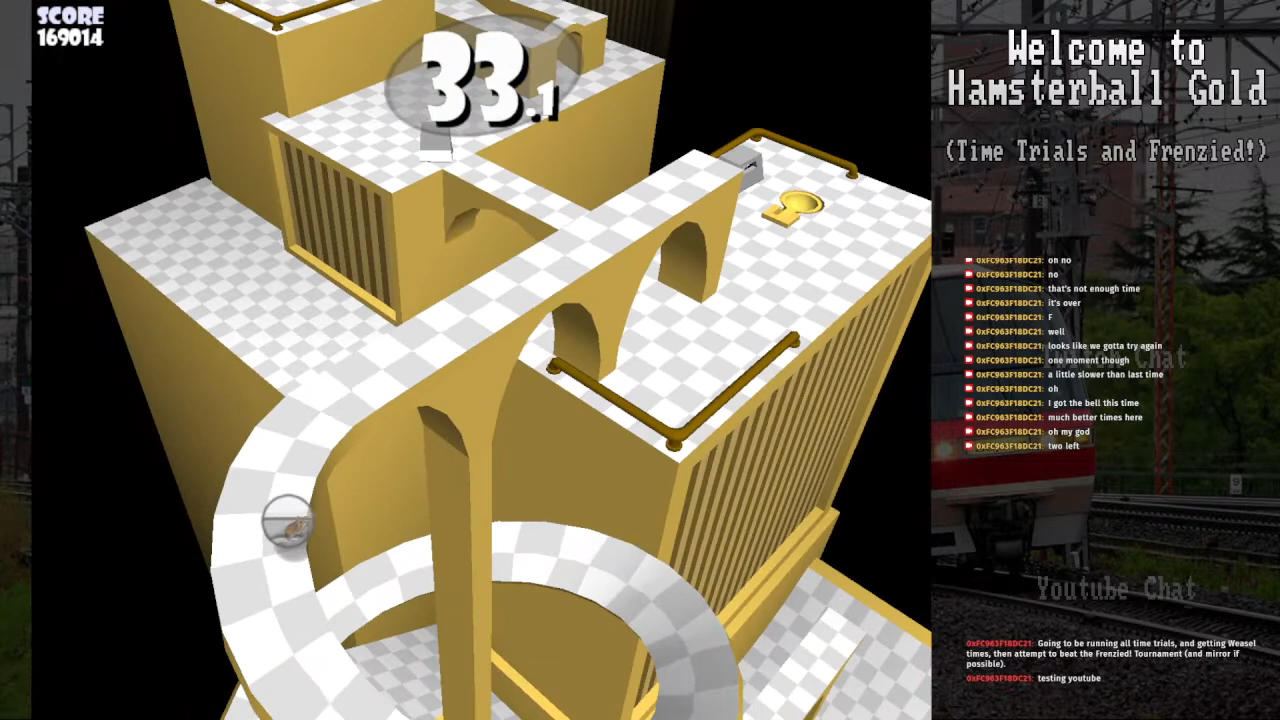 SCORE
169014
33.1
Welcome to
Hamsterball Gold
(Time Trials and Frenzied!)
0xFC963F18DC21: oh no
0xFC963F18DC21: no
0xFC963F18DC21: that's not enough time
0xFC963F18DC21: it's over
0xFC963F18DC21: F
0xFC963F18DC21: well
0xFC963F18DC21: looks like we gotta try again
Twitch Chat
0xFC963F18DC21: one moment though
0xFC963F18DC21: a little slower than last time
0xFC963F18DC21: oh
0xFC963F18DC21: I got the bell this time
0xFC963F18DC21: much better times here
0xFC963F18DC21: oh my god
0xFC963F18DC21: two left
9
Youtube Chat
0xFC963F18DC21: Going to be running all time trials, and getting Weasel
times, then attempt to beat the Frenzied! Tournament (and mirror if
possible).
0xFC963F18DC21: testing youtube